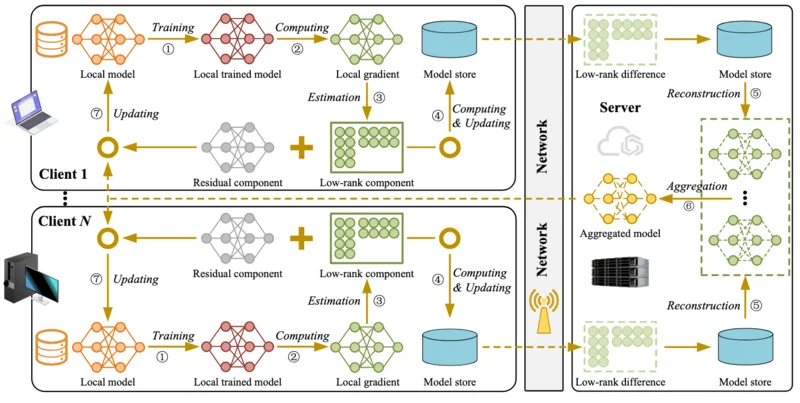 Training
①
Computing
②
Local model
Local trained model
Local gradient
Model store
⑦
Updating
Estimation
③
④
Computing
& Updating
Residual component
Low-rank component
Client 1
Network
Low-rank difference
Model store
Reconstruction
⑤
Server
Aggregation
⑥
Aggregated model
Reconstruction
⑤
Low-rank difference
Model store
Network
Client N
Residual component
Low-rank component
⑦
Updating
Estimation
③
④
Computing
& Updating
Training
①
Computing
②
Local model
Local trained model
Local gradient
Model store